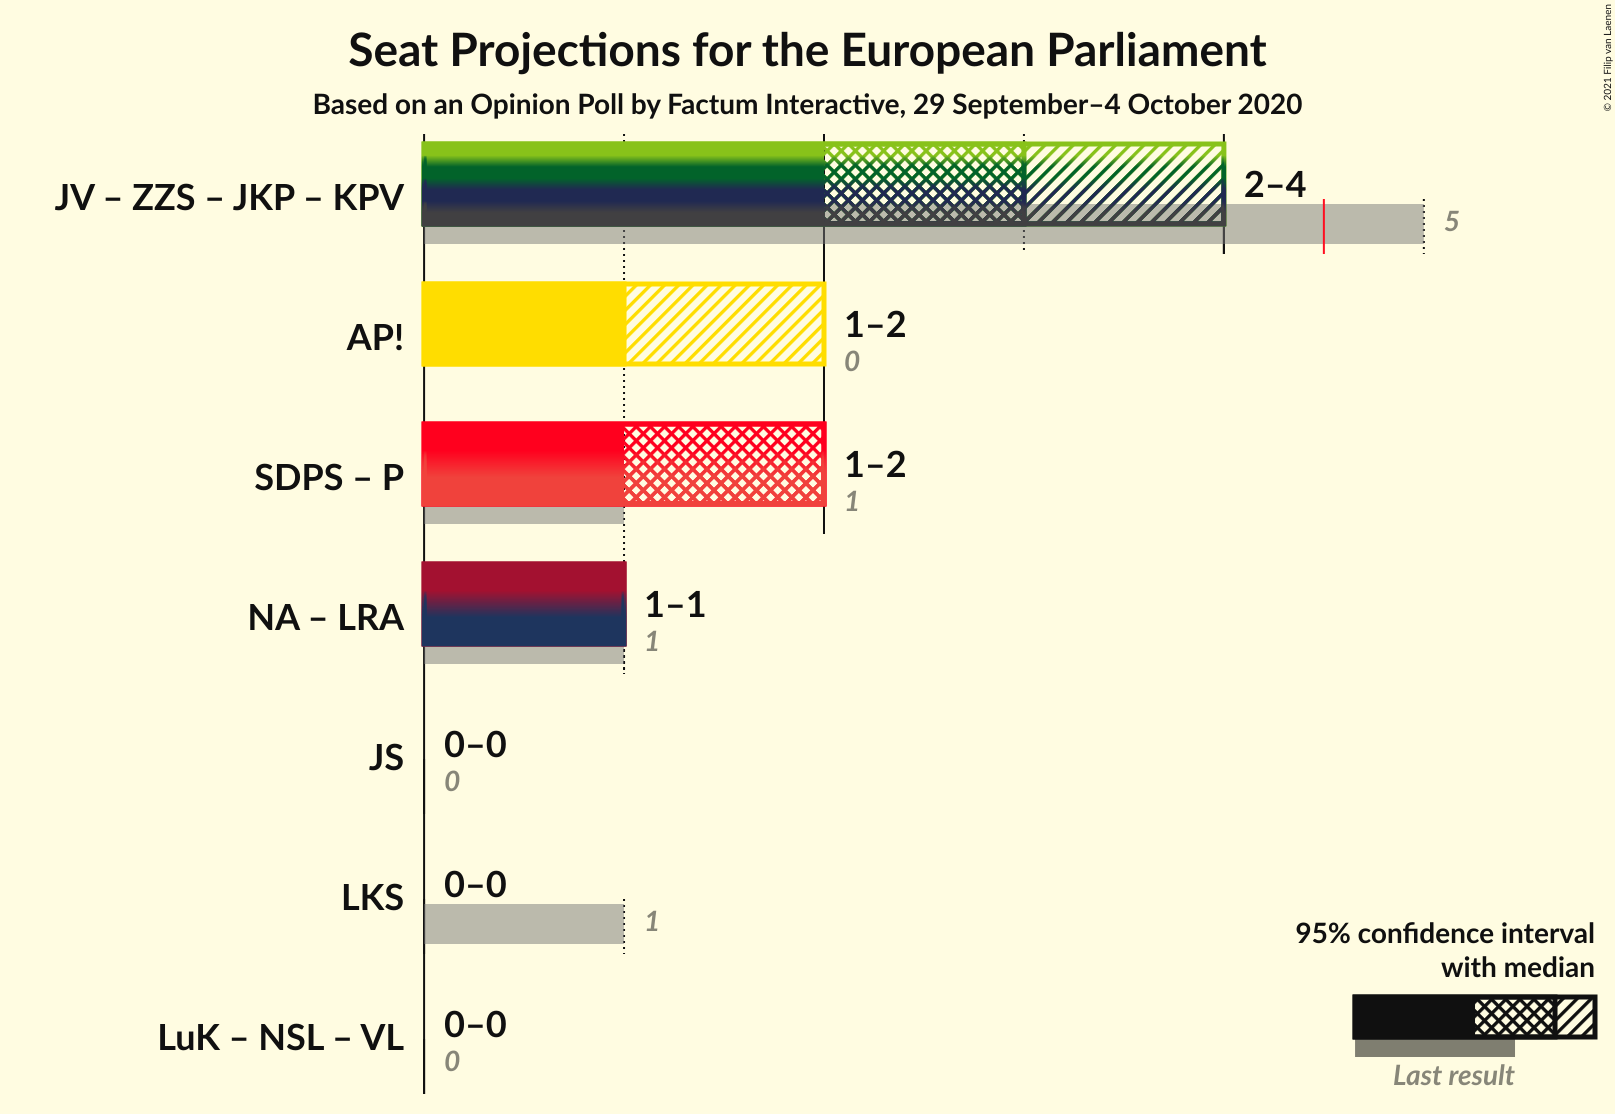 Seat Projections for the European Parliament
Based on an Opinion Poll by Factum Interactive, 29 September–4 October 2020
© 2021 Filip van Laenen
JV – ZZS – JKP – KPV
2–4
5
AP!
1–2
0
SDPS – P
1–2
1
NA – LRA
1–1
1
JS
0–0
0
LKS
0–0
1
LuK – NSL – VL
0–0
0
95% confidence interval
with median
Last result